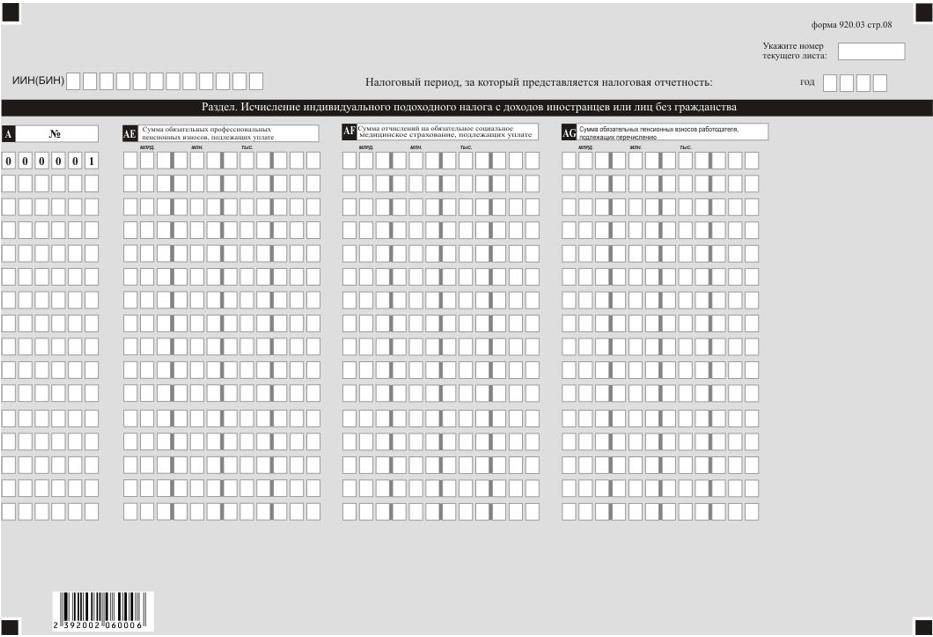 форма 920.03 стр.08
Укажите номер
текущего листа:
ИИН(БИН)
Налоговый период, за который представляется налоговая отчетность:
год
Раздел. Исчисление индивидуального подоходного налога с доходов иностранцев или лиц без гражданства
A №
AE Сумма обязательных профессиональных
пенсионных взносов, подлежащих уплате
AF Сумма отчислений на обязательное социальное
медицинское страхование, подлежащих уплате
AG Сумма обязательных пенсионных взносов работодателя,
подлежащих перечислению
млрд. млн. тыс. млрд. млн. тыс. млрд. млн. тыс.
0 0 0 0 0 1
2 392002 060006